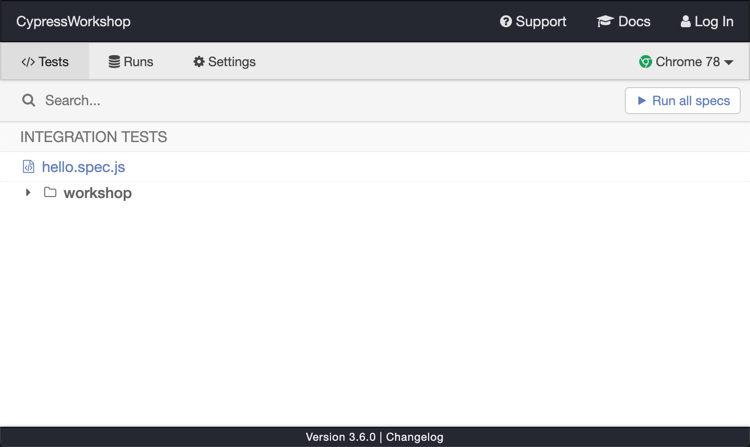 CypressWorkshop Support Docs Log In
</> Tests Runs Settings Chrome 78
Search... Run all specs
INTEGRATION TESTS
hello.spec.js
workshop
Version 3.6.0 | Changelog